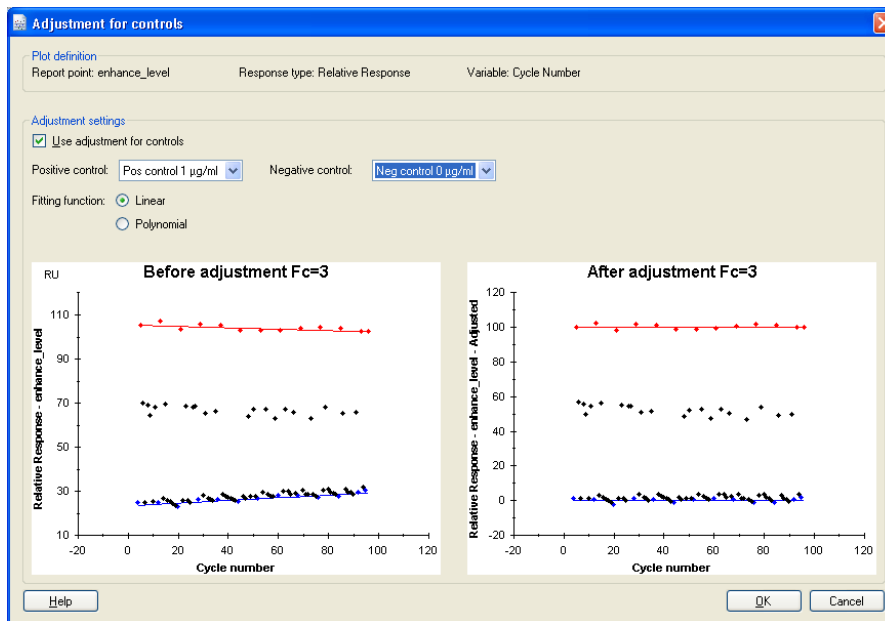 Adjustment for controls
Plot definition
Report point: enhance_level Response type: Relative Response Variable: Cycle Number
Adjustment settings
Use adjustment for controls
Positive control: Pos control 1 µg/ml Negative control: Neg control 0 µg/ml
Fitting function: Linear
Polynomial
RU
Before adjustment Fc=3
110
90
70
50
30
10
-20 0 20 40 60 80 100 120
Relative Response - enhance_level
Cycle number
After adjustment Fc=3
120
100
80
60
40
20
0
-20
-20 0 20 40 60 80 100 120
Relative Response - enhance_level - Adjusted
Cycle number
Help OK Cancel